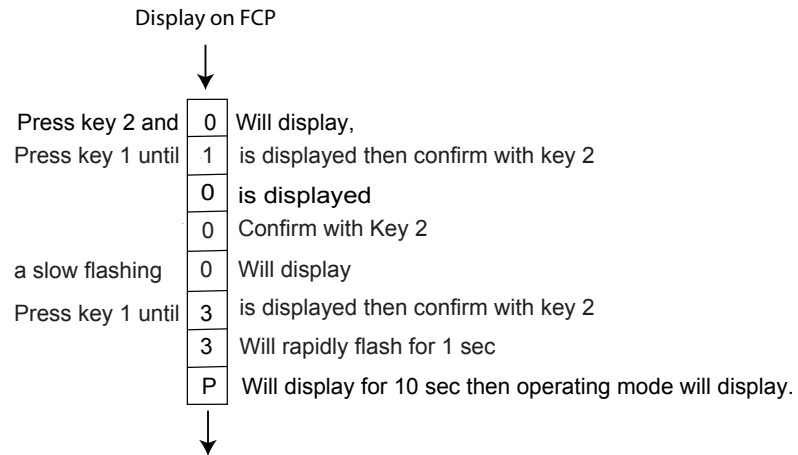 Display on FCP
Press key 2 and 0 Will display,
Press key 1 until 1 is displayed then confirm with key 2
0 is displayed
0 Confirm with Key 2
a slow flashing 0 Will display
Press key 1 until 3 is displayed then confirm with key 2
3 Will rapidly flash for 1 sec
P Will display for 10 sec then operating mode will display.